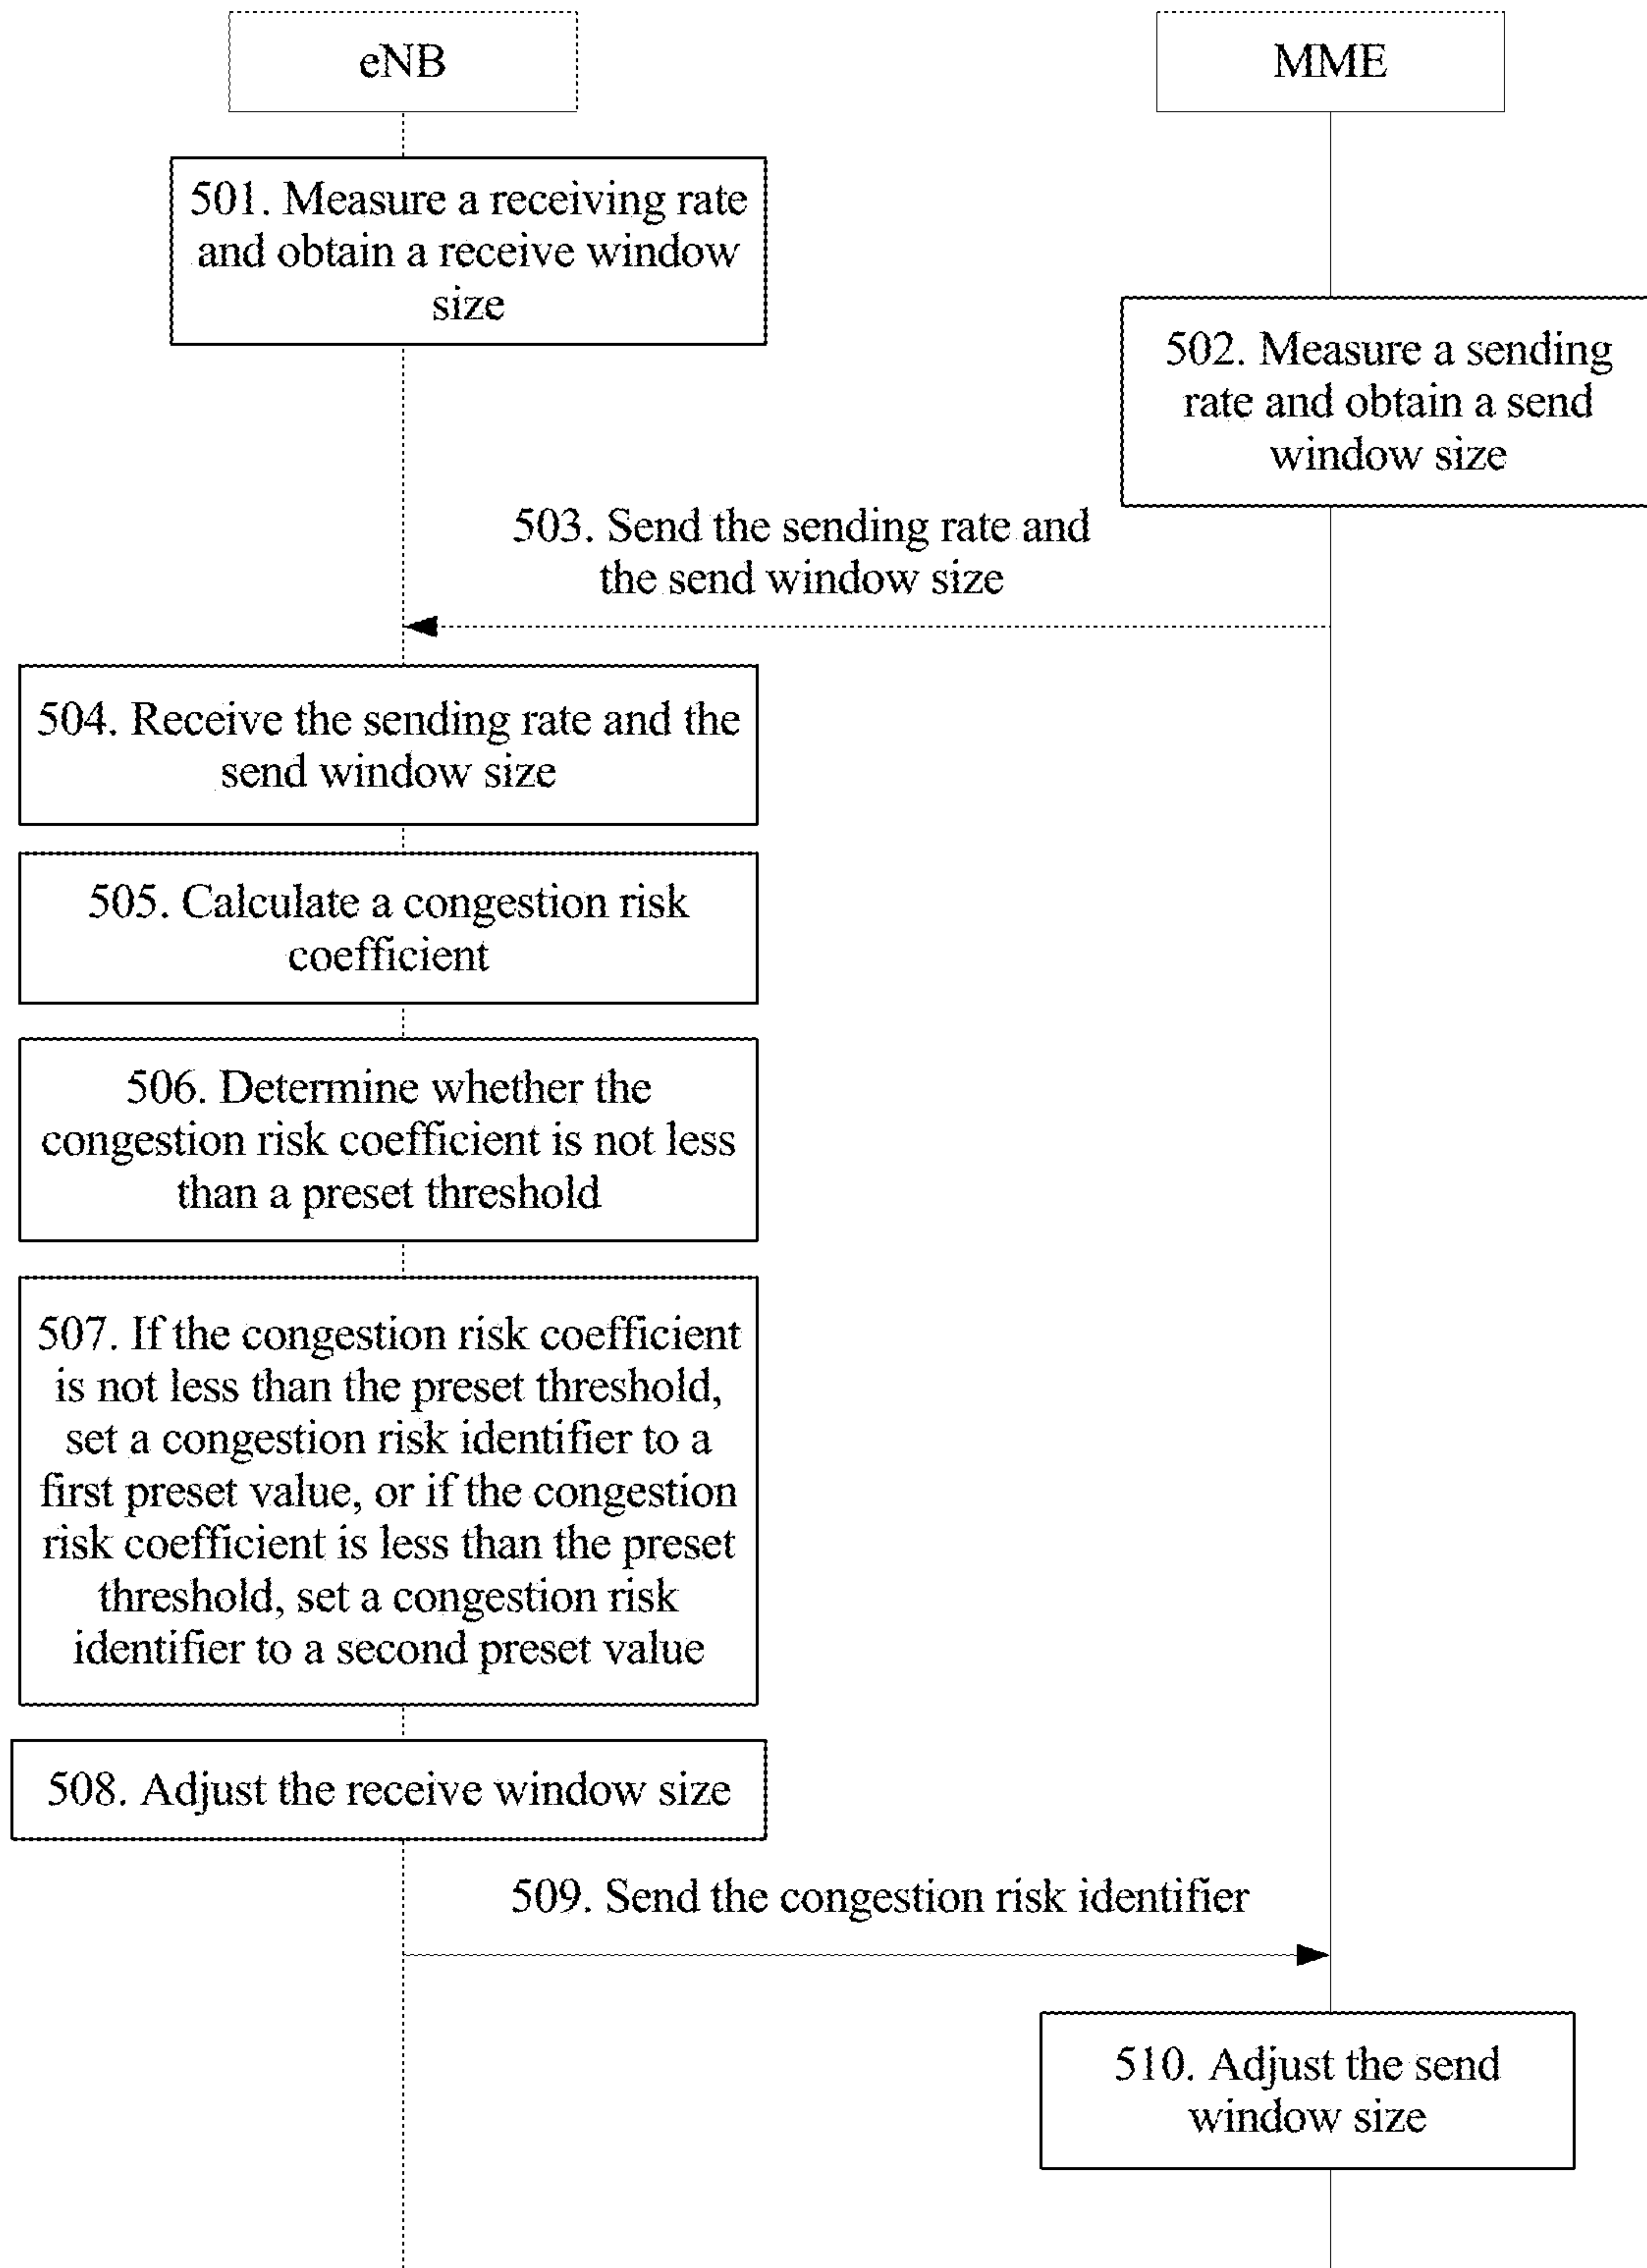 eNB
MME
501. Measure a receiving rate
and obtain a receive window
size
502. Measure a sending
rate and obtain a send
window size
503. Send the sending rate and
the send window size
504. Receive the sending rate and the
send window size
505. Calculate a congestion risk
coefficient
506. Determine whether the
congestion risk coefficient is not less
than a preset threshold
507. If the congestion risk coefficient
is not less than the preset threshold,
set a congestion risk identifier to a
first preset value, or if the congestion
risk coefficient is less than the preset
threshold, set a congestion risk
identifier to a second preset value
508. Adjust the receive window size
509. Send the congestion risk identifier
510. Adjust the send
window size